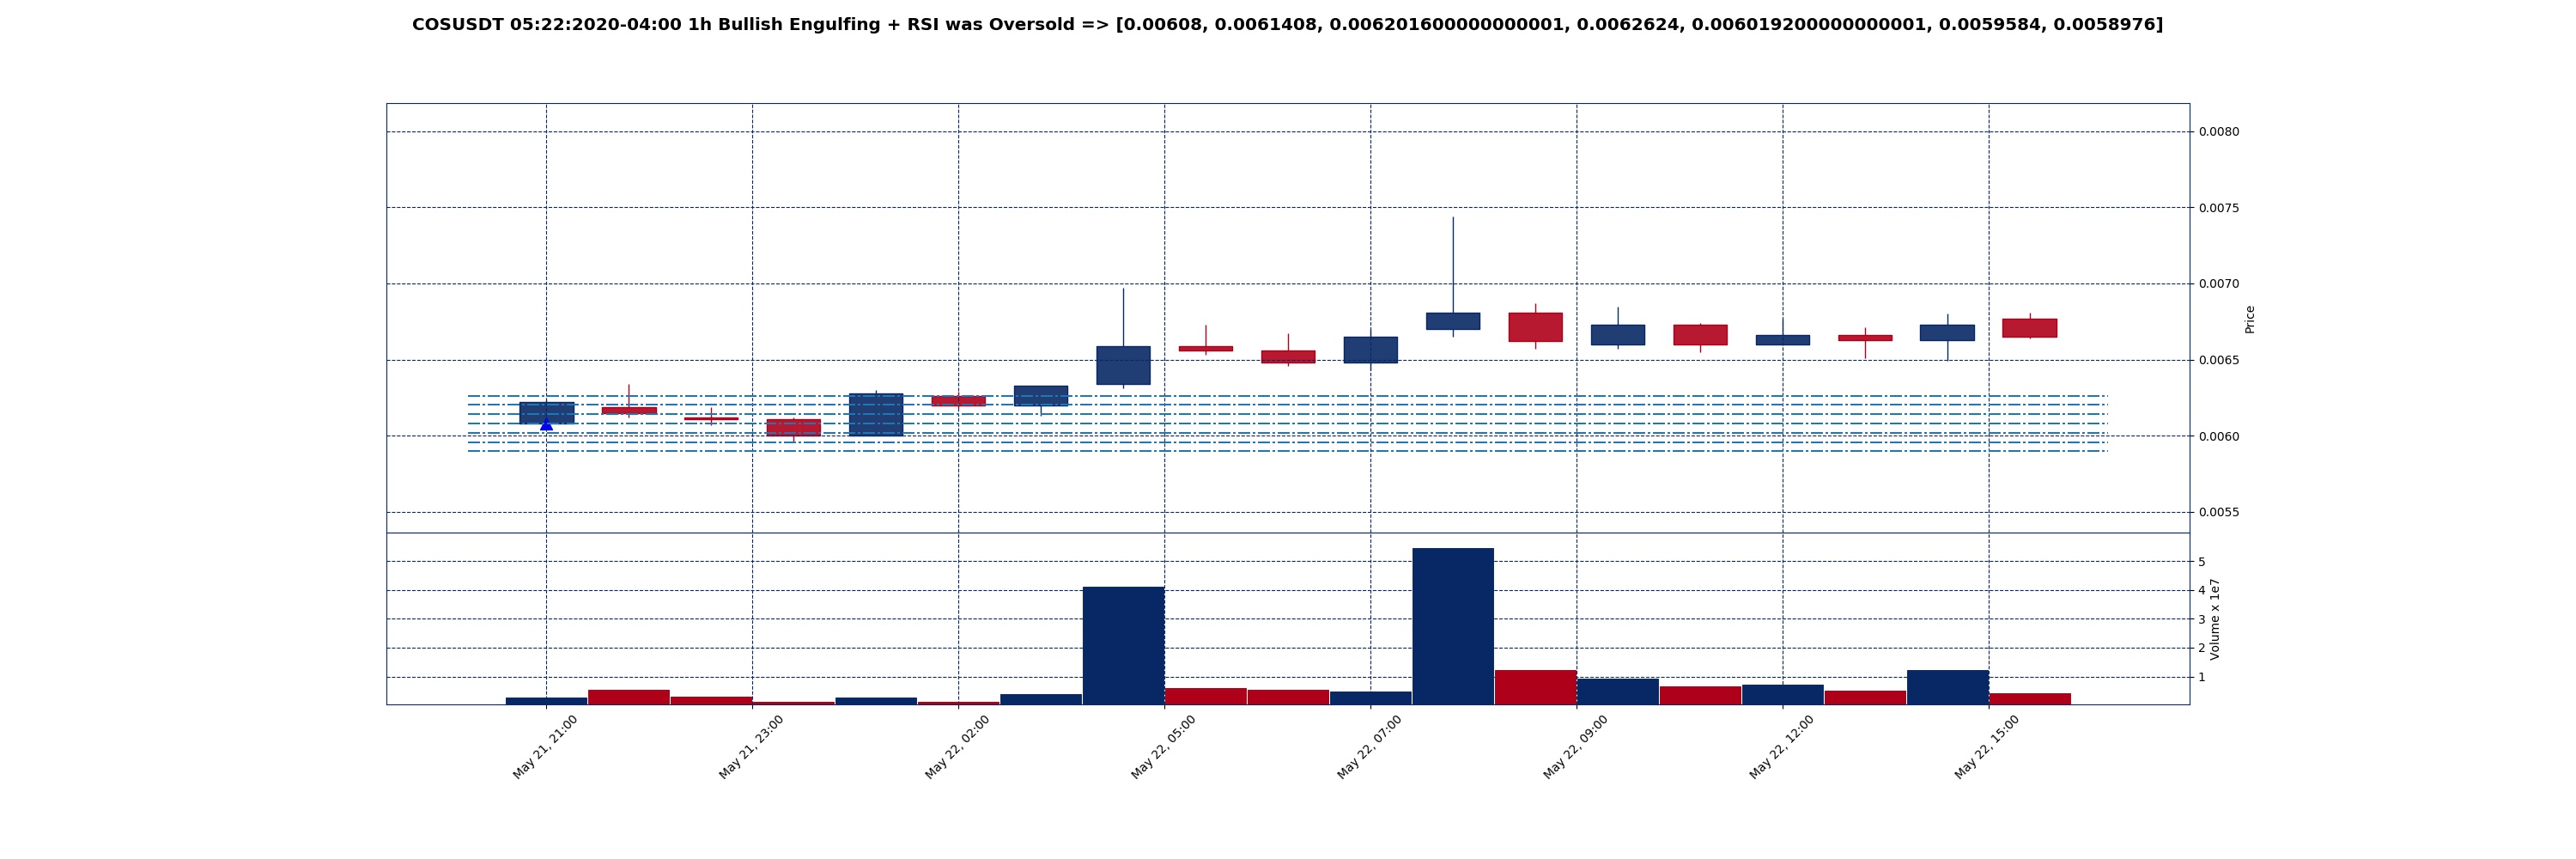 COSUSDT 05:22:2020-04:00 1h Bullish Engulfing + RSI was Oversold => [0.00608, 0.0061408, 0.006201600000000001, 0.0062624, 0.006019200000000001, 0.0059584, 0.0058976]
0.0080
0.0075
0.0070
0.0065
0.0060
0.0055
Price
5
4
3
2
1
Volume x 1e7
May 21, 21:00
May 21, 23:00
May 22, 02:00
May 22, 05:00
May 22, 07:00
May 22, 09:00
May 22, 12:00
May 22, 15:00